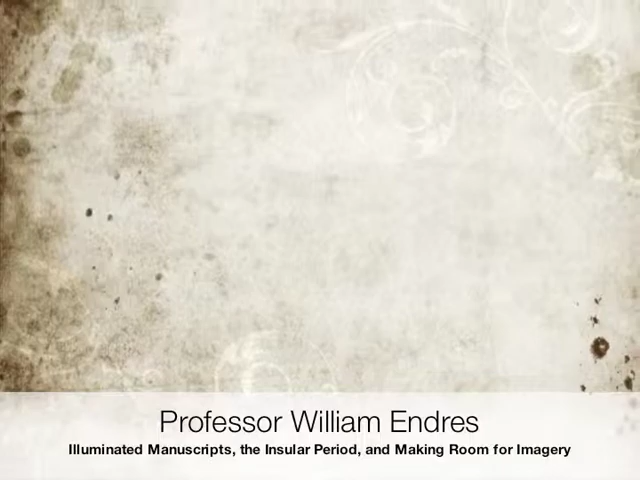 Professor William Endres
Illuminated Manuscripts, the Insular Period, and Making Room for Imagery